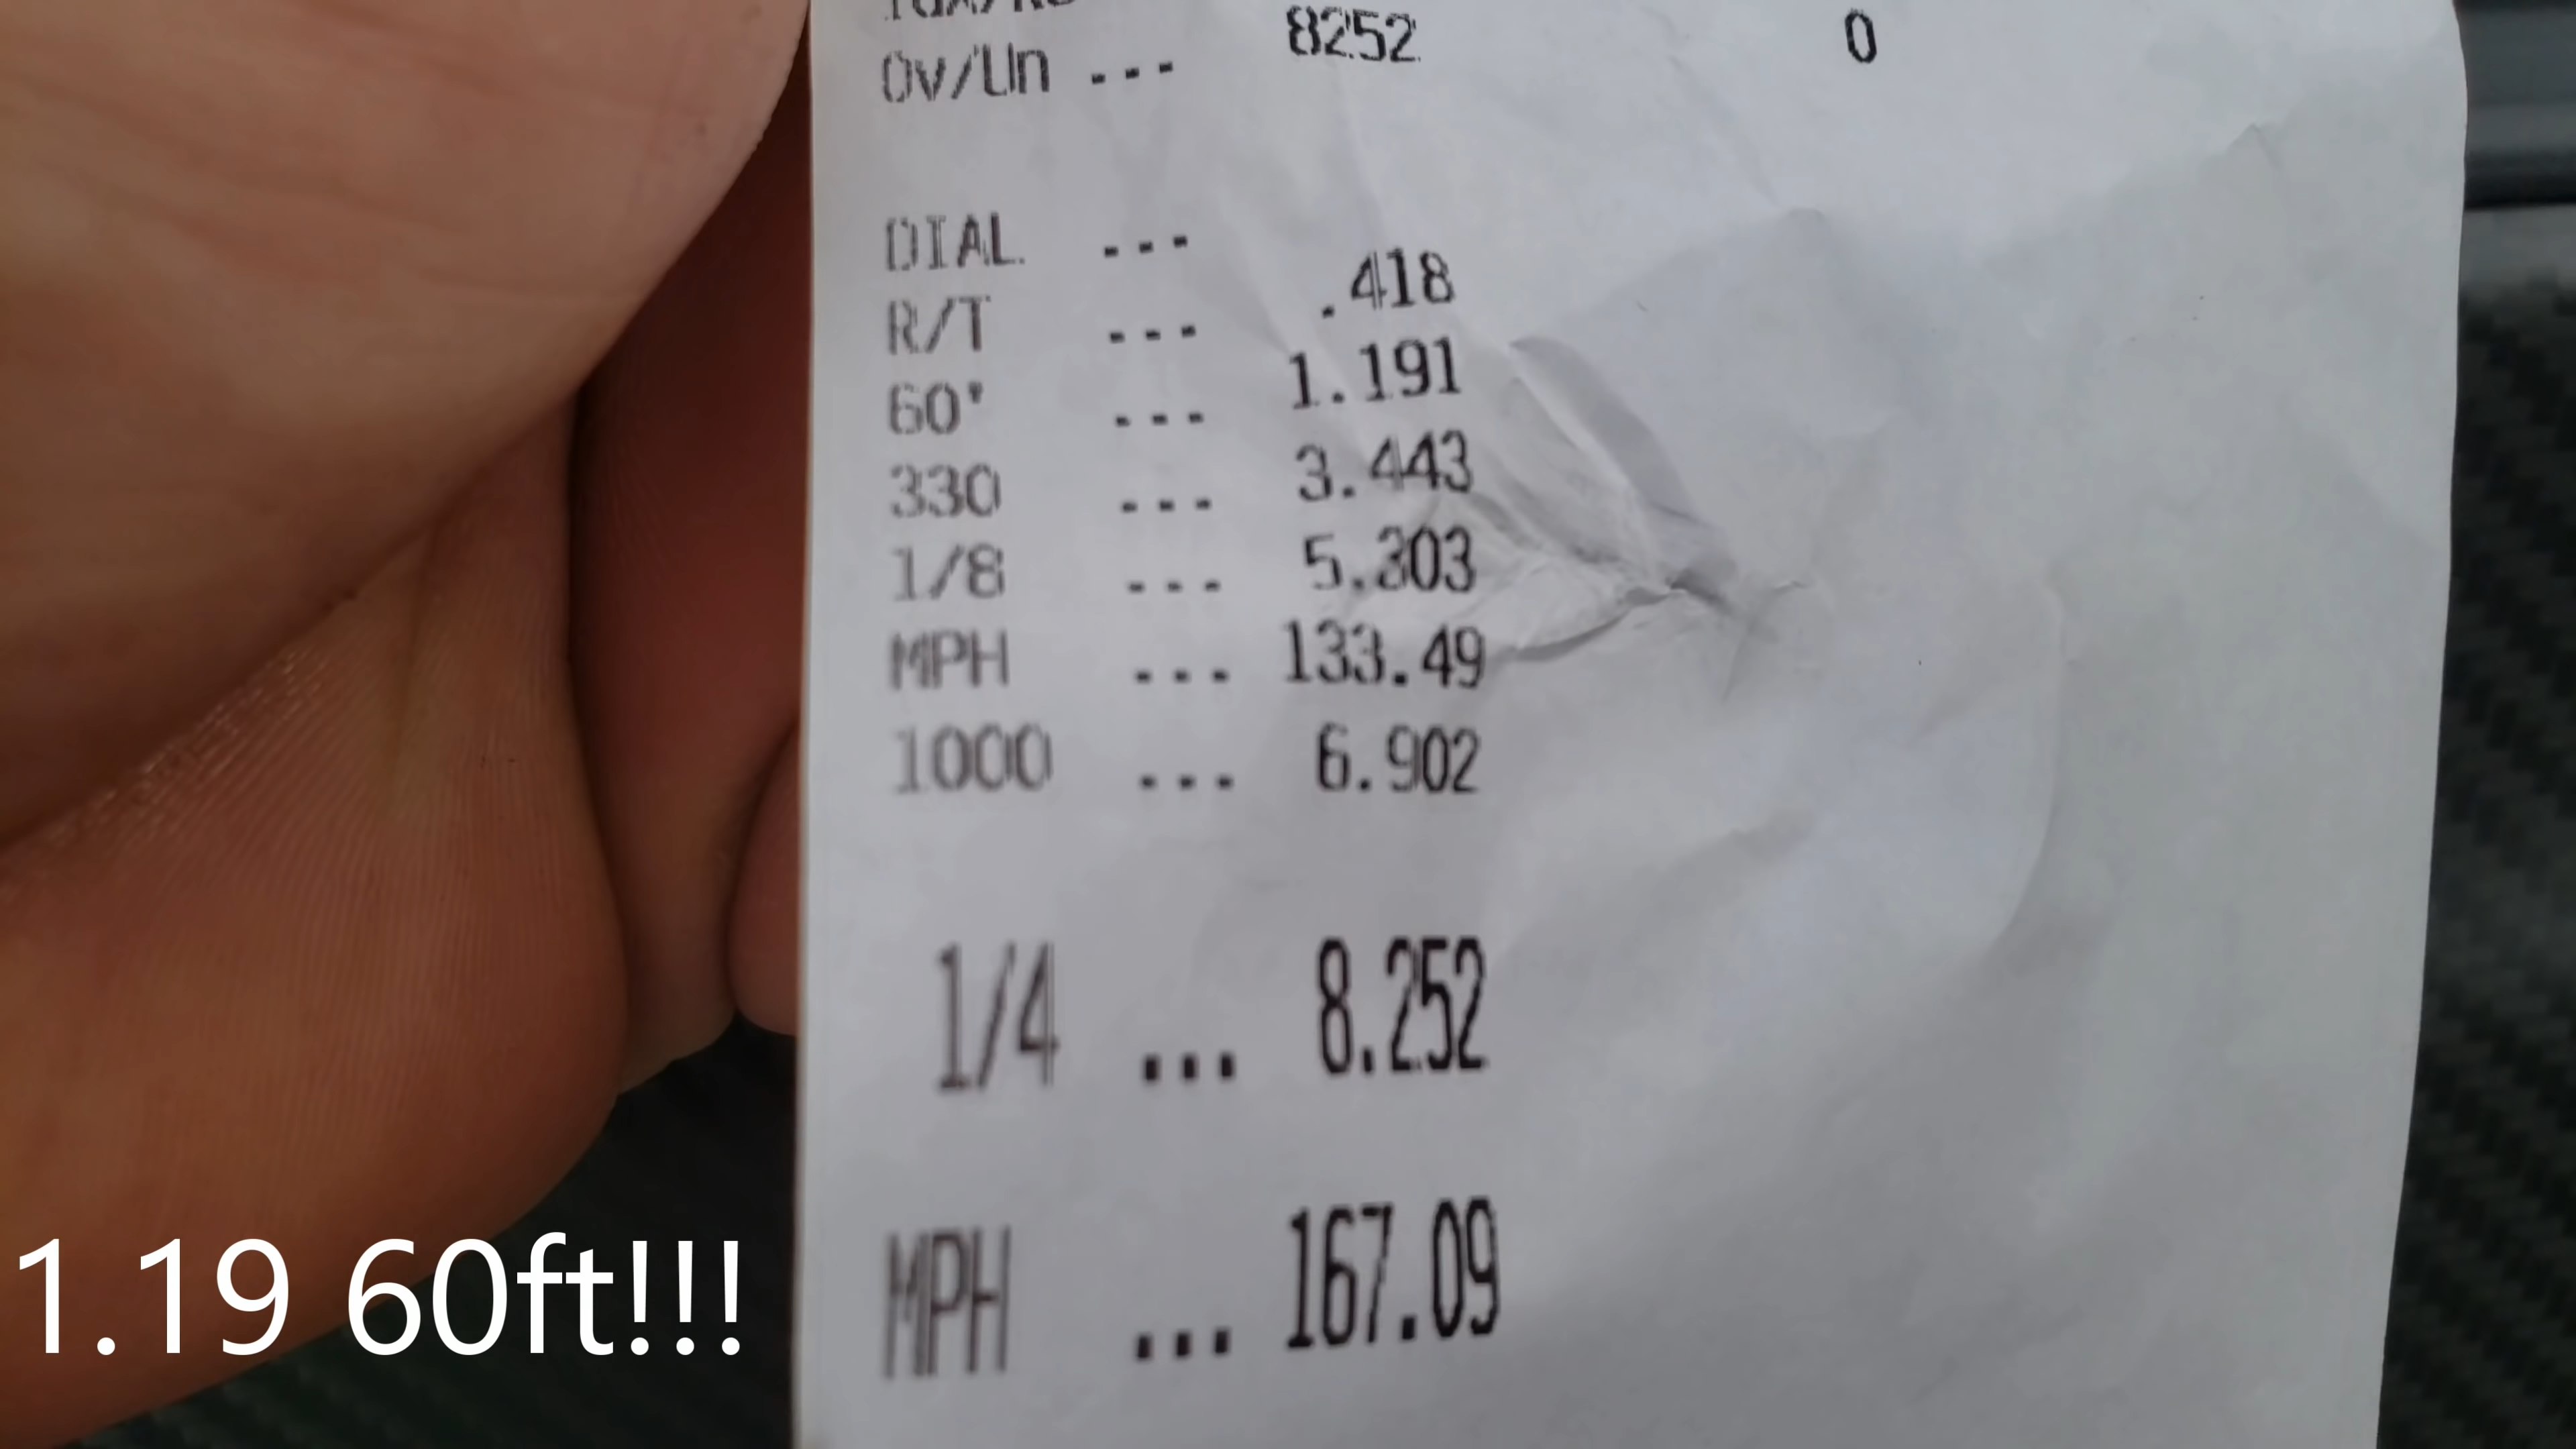 8252 0
Ov/Un ---
DIAL ---
R/T --- .418
60' --- 1.191
330 --- 3.443
1/8 --- 5.303
MPH ... 133.49
1000 ... 6.902
1/4 ... 8.252
MPH ... 167.09
1.19 60ft!!!